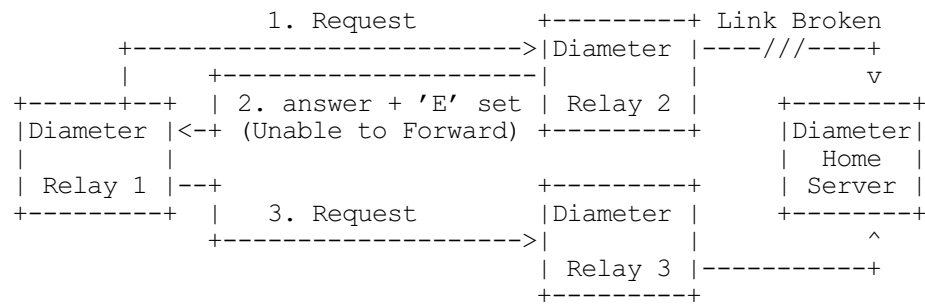 1. Request +---------+ Link Broken
+-------------------------->|Diameter |----///----+
| +---------------------| | v
+------+--+ | 2. answer + 'E' set | Relay 2 | +--------+
|Diameter |<-+ (Unable to Forward) +---------+ |Diameter|
| | | Home |
| Relay 1 |--+ +---------+ | Server |
+---------+ | 3. Request |Diameter | +--------+
+-------------------->| | ^
| Relay 3 |-----------+
+---------+